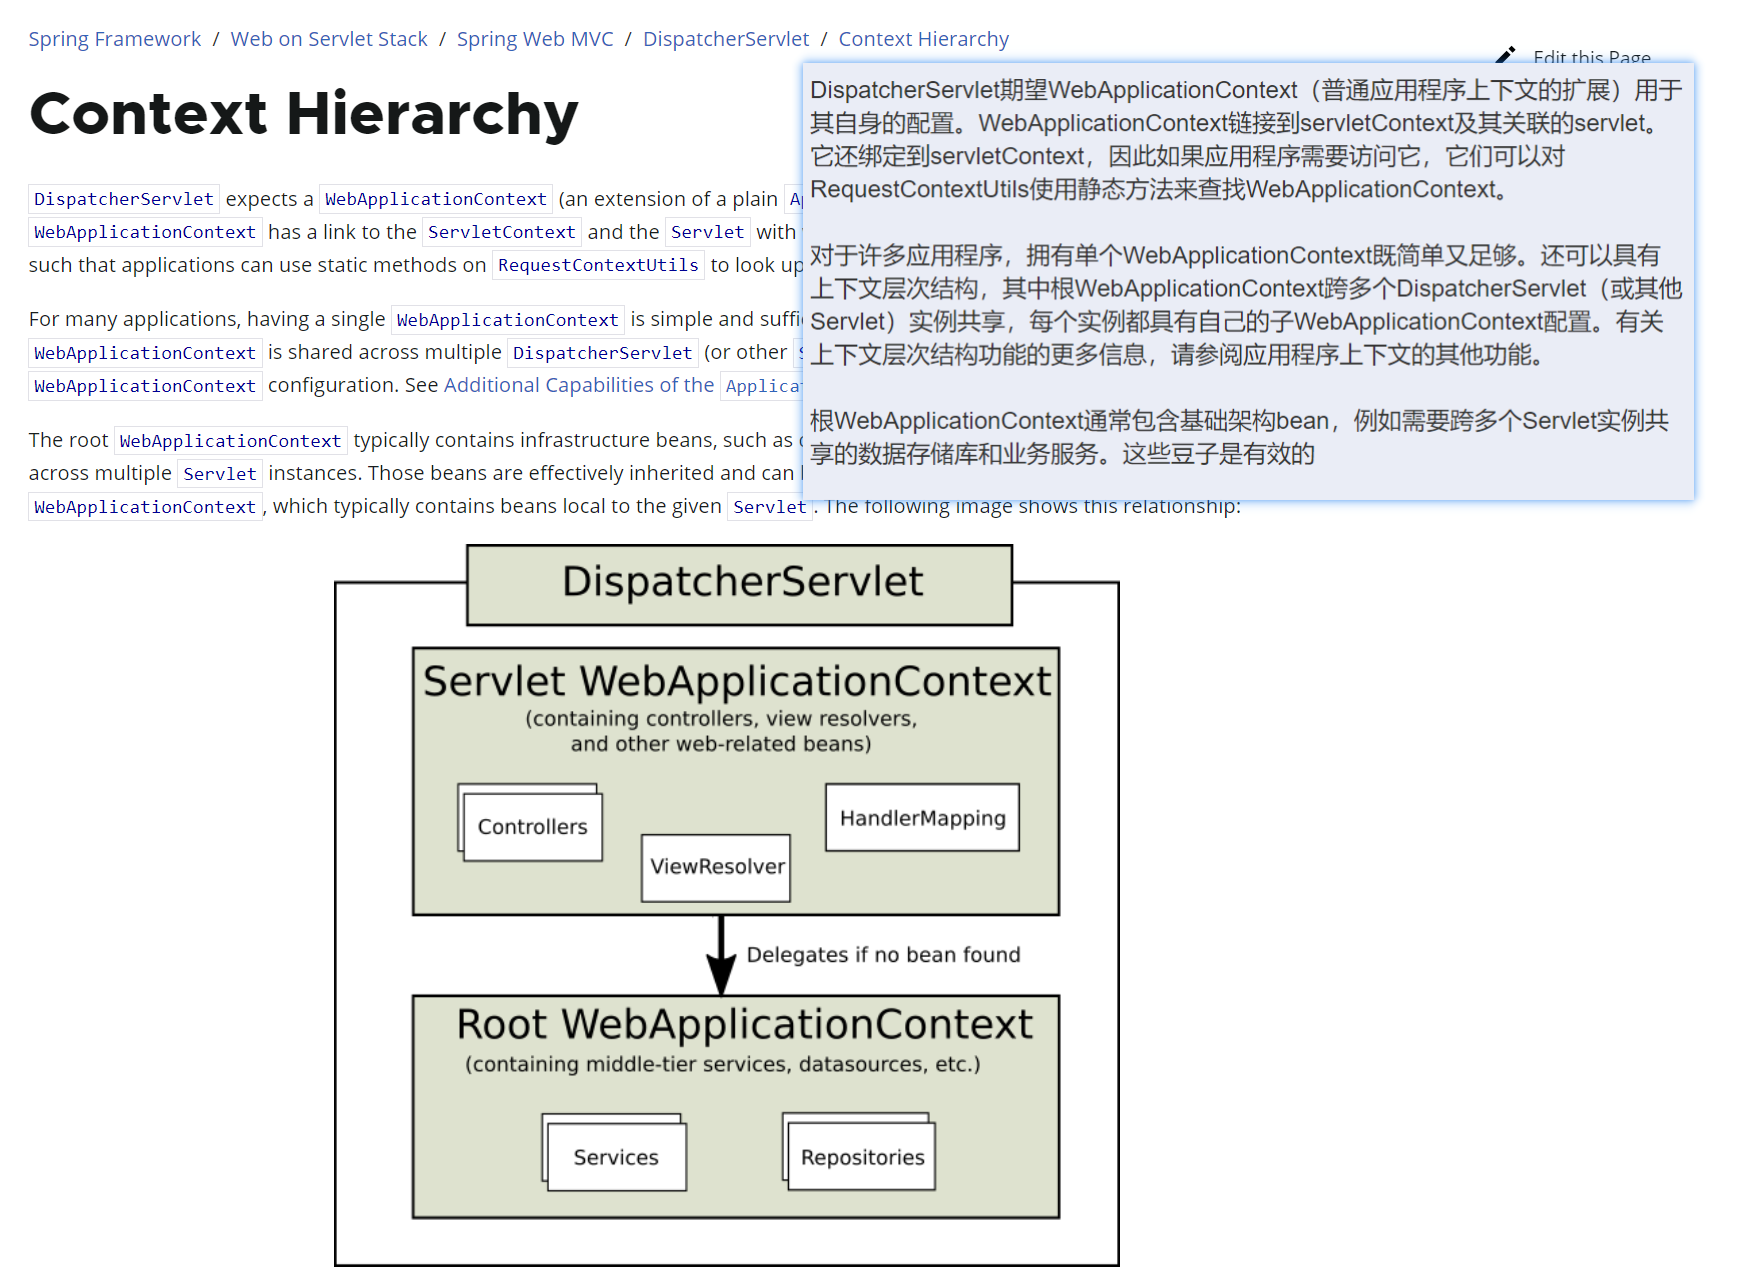 Spring Framework / Web on Servlet Stack / Spring Web MVC / DispatcherServlet / Context Hierarchy
Edit this Page
Context Hierarchy
DispatcherServlet expects a WebApplicationContext (an extension of a plain
WebApplicationContext has a link to the ServletContext and the Servlet with
such that applications can use static methods on RequestContextUtils to look up
For many applications, having a single WebApplicationContext is simple and
WebApplicationContext is shared across multiple DispatcherServlet (or other
WebApplicationContext configuration. See Additional Capabilities of the
The root WebApplicationContext typically contains infrastructure beans, such as
across multiple Servlet instances. Those beans are effectively inherited and can
WebApplicationContext, which typically contains beans local to the given Servlet. The following image shows this relationship:
DispatcherServlet期望WebApplicationContext（普通应用程序上下文的扩展）用于
其自身的配置。WebApplicationContext链接到servletContext及其关联的servlet。
它还绑定到servletContext，因此如果应用程序需要访问它，它们可以对
RequestContextUtils使用静态方法来查找WebApplicationContext。
对于许多应用程序，拥有单个WebApplicationContext既简单又足够。还可以具有
上下文层次结构，其中根WebApplicationContext跨多个DispatcherServlet（或其他
Servlet）实例共享，每个实例都具有自己的子WebApplicationContext配置。有关
上下文层次结构功能的更多信息，请参阅应用程序上下文的其他功能。
根WebApplicationContext通常包含基础架构bean，例如需要跨多个Servlet实例共
享的数据存储库和业务服务。这些豆子是有效的
DispatcherServlet
Servlet WebApplicationContext
(containing controllers, view resolvers,
and other web-related beans)
Controllers
ViewResolver
HandlerMapping
Delegates if no bean found
Root WebApplicationContext
(containing middle-tier services, datasources, etc.)
Services
Repositories